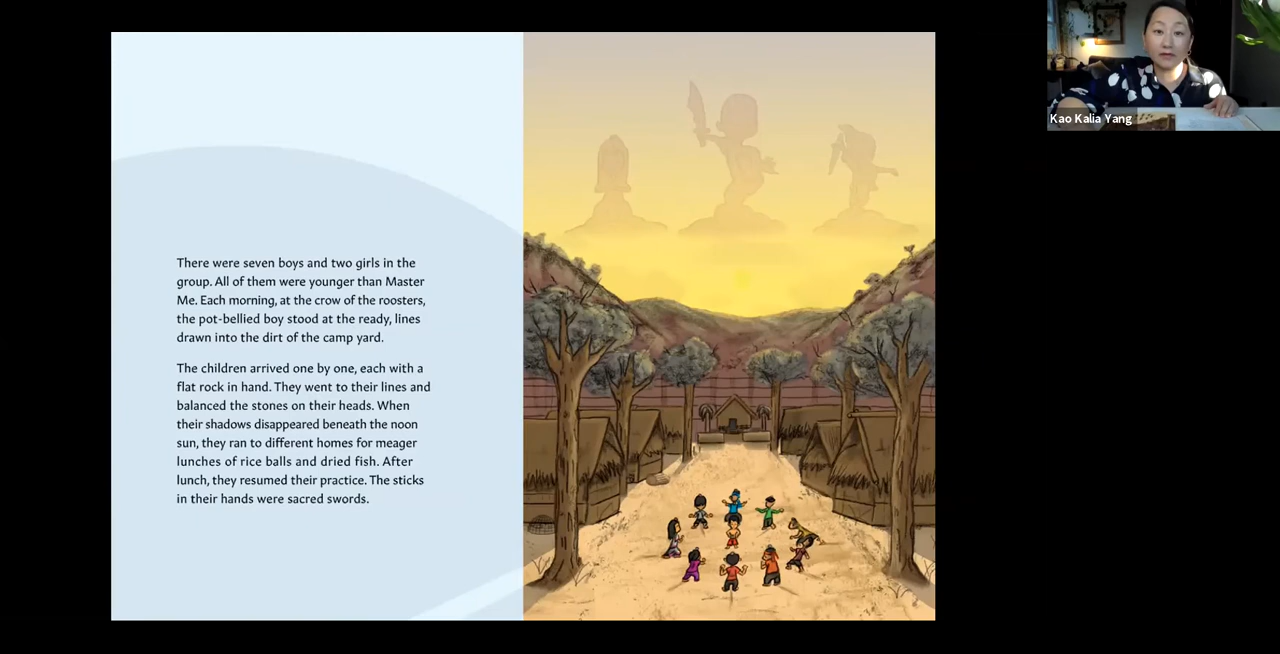 There were seven boys and two girls in the
group. All of them were younger than Master
Me. Each morning, at the crow of the roosters,
the pot-bellied boy stood at the ready, lines
drawn into the dirt of the camp yard.
The children arrived one by one, each with a
flat rock in hand. They went to their lines and
balanced the stones on their heads. When
their shadows disappeared beneath the noon
sun, they ran to different homes for meager
lunches of rice balls and dried fish. After
lunch, they resumed their practice. The sticks
in their hands were sacred swords.
Kao Kalia Yang